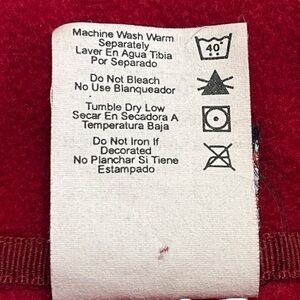 Machine Wash Warm
Separately
Laver En Agua Tibia
Por Separado
40°
Do Not Bleach
No Use Blanqueador
Tumble Dry Low
Secar En Secadora A
Temperatura Baja
Do Not Iron If
Decorated
No Planchar Si Tiene
Estampado